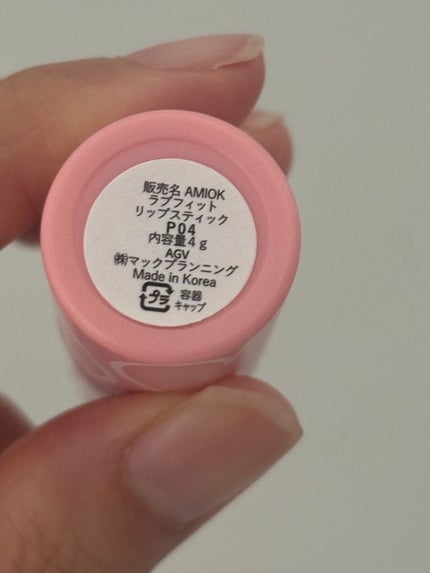 販売名 AMIOK
ラブフィット
リップスティック
P04
内容量4g
AGV
㈱マックプランニング
Made in Korea
プラ 容器
キャップ